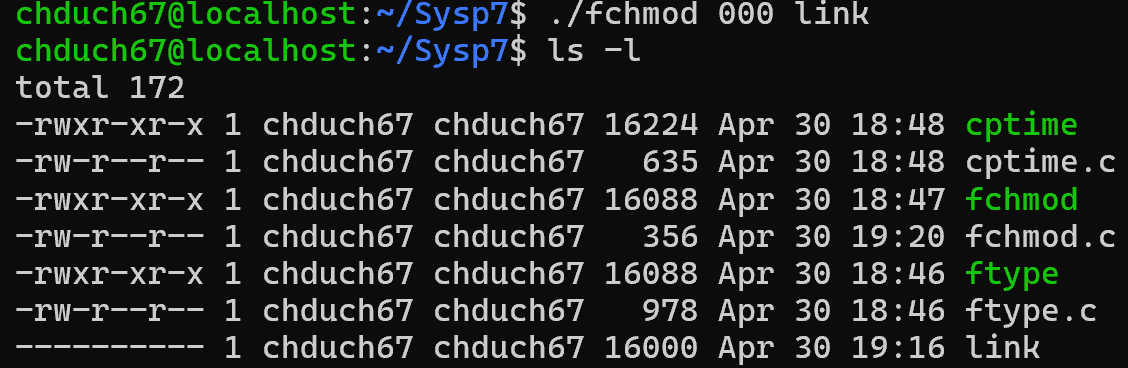 chduch67@localhost:~/Sysp7$ ./fchmod 000 link
chduch67@localhost:~/Sysp7$ ls -l
total 172
-rwxr-xr-x 1 chduch67 chduch67 16224 Apr 30 18:48 cptime
-rw-r--r-- 1 chduch67 chduch67   635 Apr 30 18:48 cptime.c
-rwxr-xr-x 1 chduch67 chduch67 16088 Apr 30 18:47 fchmod
-rw-r--r-- 1 chduch67 chduch67   356 Apr 30 19:20 fchmod.c
-rwxr-xr-x 1 chduch67 chduch67 16088 Apr 30 18:46 ftype
-rw-r--r-- 1 chduch67 chduch67   978 Apr 30 18:46 ftype.c
---------- 1 chduch67 chduch67 16000 Apr 30 19:16 link